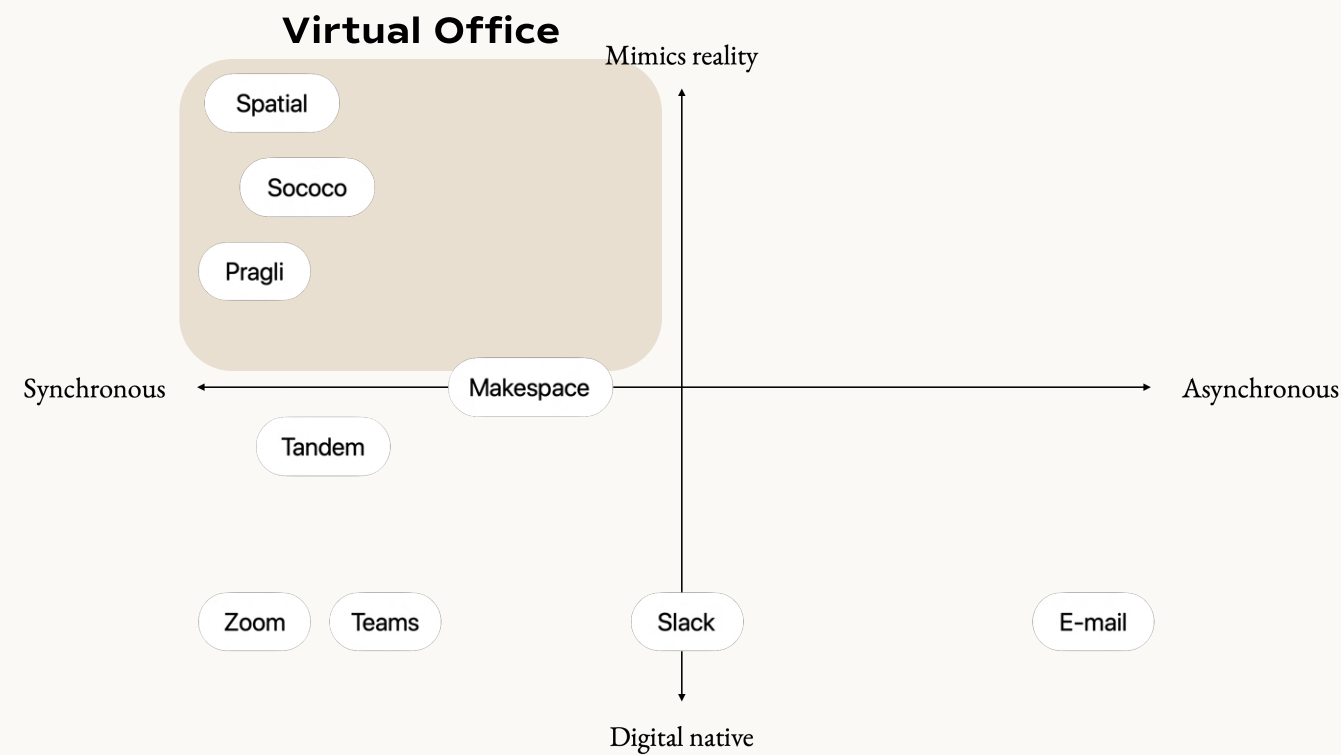 Virtual Office
Mimics reality
Spatial
Sococo
Pragli
Synchronous
Makespace
Asynchronous
Tandem
Zoom
Teams
Slack
E-mail
Digital native